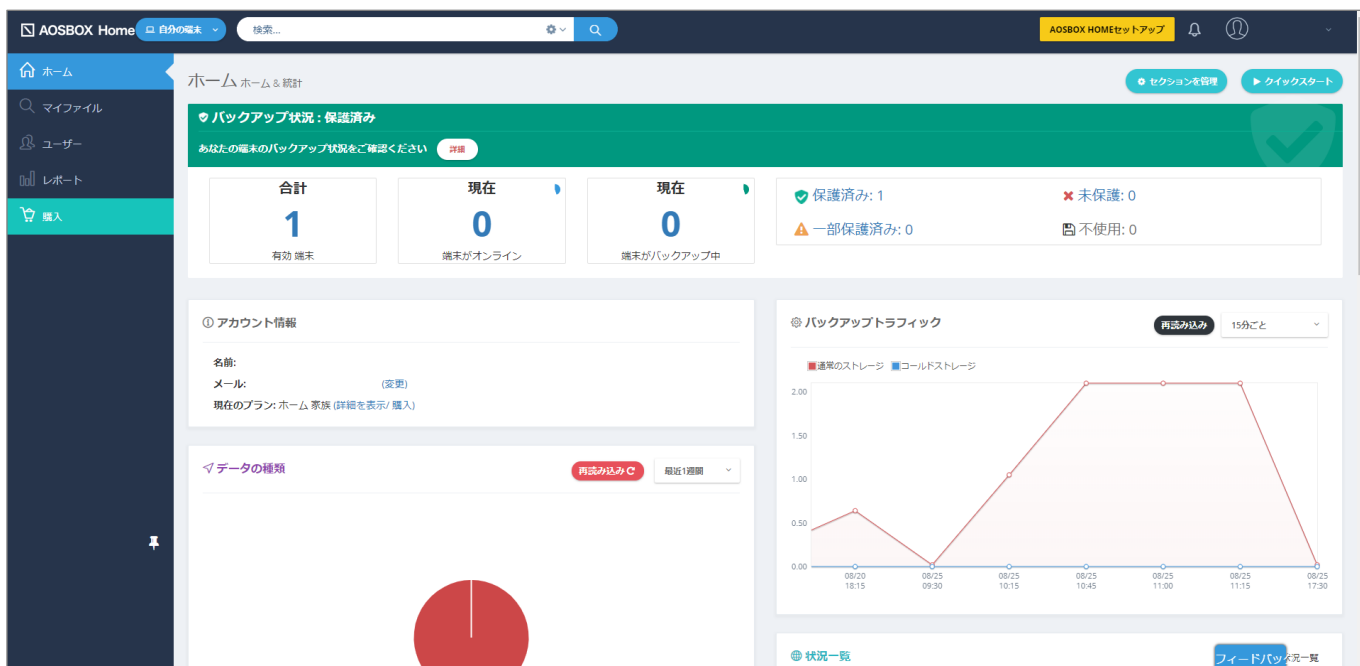 AOSBOX Home
自分の端末
検索...
AOSBOX HOMEセットアップ
ホーム
マイファイル
ユーザー
レポート
購入
ホーム ホーム & 統計
セクションを管理
クイックスタート
バックアップ状況 : 保護済み
あなたの端末のバックアップ状況をご確認ください
詳細
合計
1
有効 端末
現在
0
端末がオンライン
現在
0
端末がバックアップ中
保護済み: 1
未保護: 0
一部保護済み: 0
不使用: 0
アカウント情報
名前:
メール: (変更)
現在のプラン: ホーム 家族 (詳細を表示/ 購入)
データの種類
再読み込み
最近1週間
バックアップトラフィック
再読み込み
15分ごと
通常のストレージ コールドストレージ
2.00
1.50
1.00
0.50
0.00
08/20 08/25 08/25 08/25 08/25 08/25 08/25
18:15 09:30 10:15 10:45 11:00 11:15 17:30
状況一覧
フィードバッ
況一覧